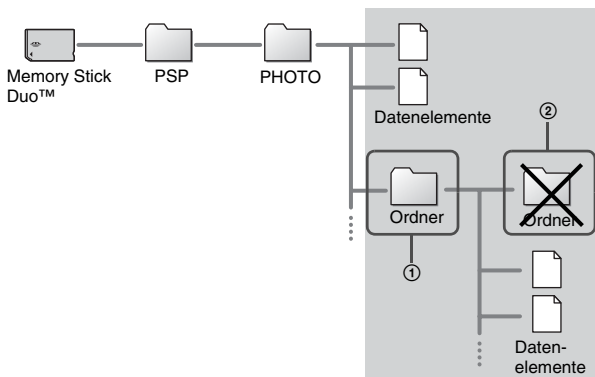 Memory Stick
Duo™
PSP
PHOTO
Datenelemente
②
Ordner
Ordner
①
Daten-
elemente